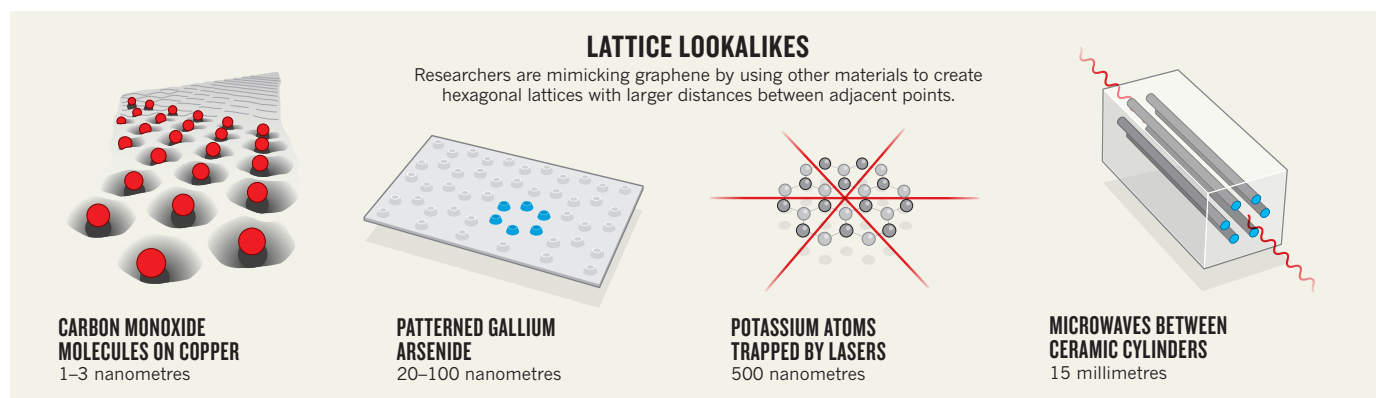 LATTICE LOOKALIKES
Researchers are mimicking graphene by using other materials to create
hexagonal lattices with larger distances between adjacent points.
CARBON MONOXIDE
MOLECULES ON COPPER
1–3 nanometres
PATTERNED GALLIUM
ARSENIDE
20–100 nanometres
POTASSIUM ATOMS
TRAPPED BY LASERS
500 nanometres
MICROWAVES BETWEEN
CERAMIC CYLINDERS
15 millimetres